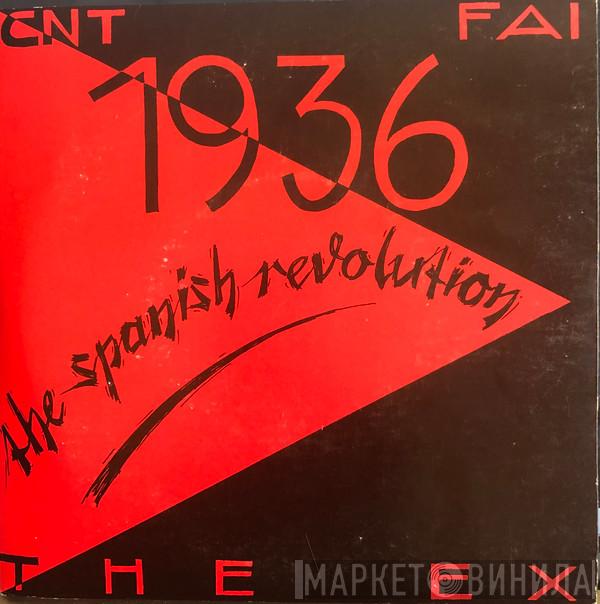 CNT FAI
1936
the spanish revolution
THE EX
МАРКЕТ ВИНИЛА